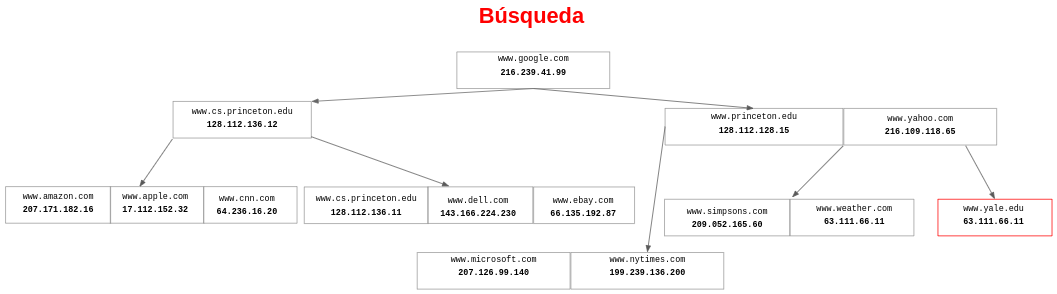 Búsqueda
www.google.com
216.239.41.99
www.cs.princeton.edu
128.112.136.12
www.princeton.edu
128.112.128.15
www.yahoo.com
216.109.118.65
www.amazon.com
207.171.182.16
www.apple.com
17.112.152.32
www.cnn.com
64.236.16.20
www.cs.princeton.edu
128.112.136.11
www.dell.com
143.166.224.230
www.ebay.com
66.135.192.87
www.simpsons.com
209.052.165.60
www.weather.com
63.111.66.11
www.yale.edu
63.111.66.11
www.microsoft.com
207.126.99.140
www.nytimes.com
199.239.136.200